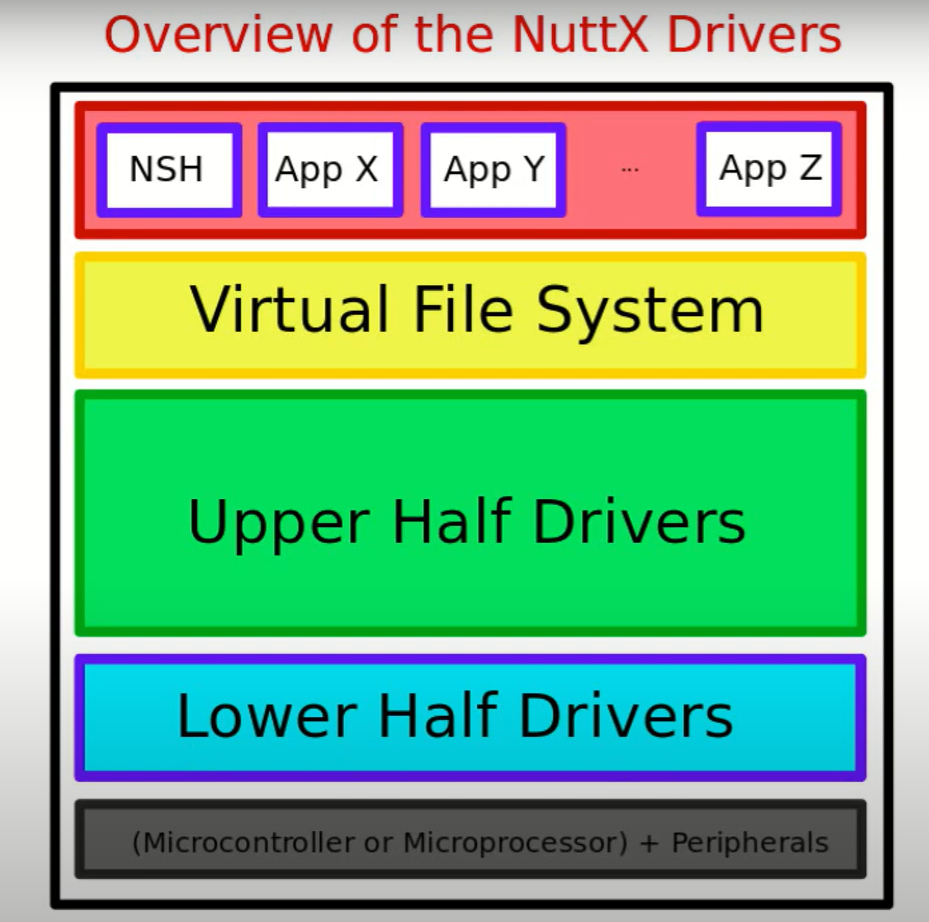 Overview of the NuttX Drivers
NSH App X App Y ... App Z
Virtual File System
Upper Half Drivers
Lower Half Drivers
(Microcontroller or Microprocessor) + Peripherals